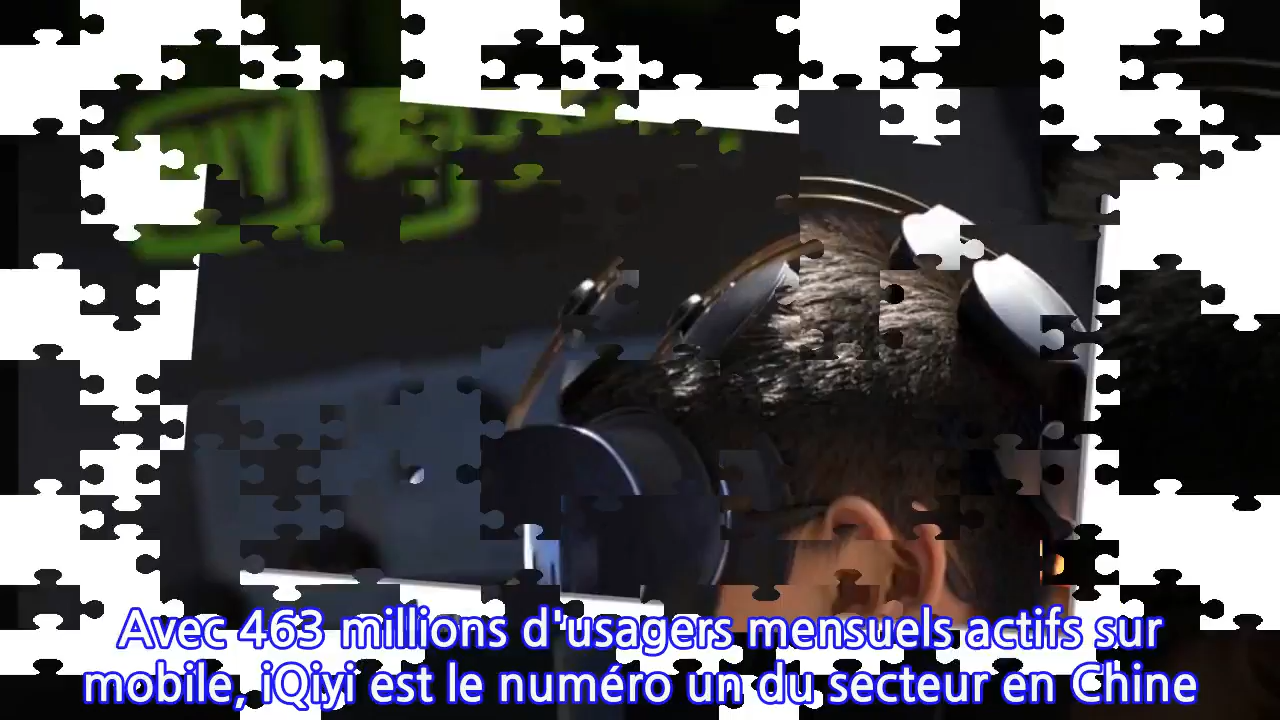 Avec 463 millions d'usagers mensuels actifs sur
mobile, iQiyi est le numéro un du secteur en Chine